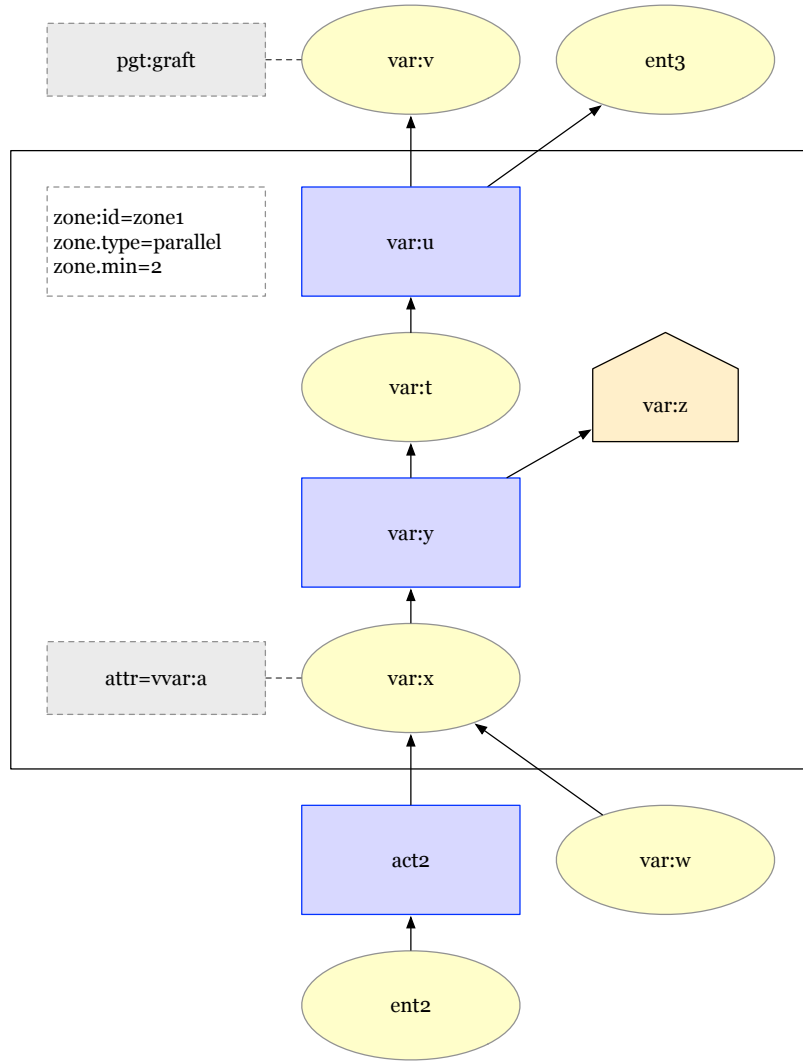 pgt:graft
var:v
ent3
zone:id=zone1
zone.type=parallel
zone.min=2
var:u
var:t
var:z
var:y
attr=vvar:a
var:x
act2
var:w
ent2